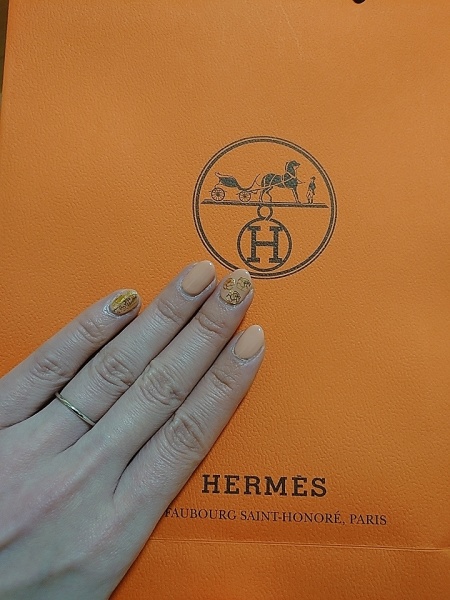 H
HERMÈS
FAUBOURG SAINT-HONORÉ, PARIS